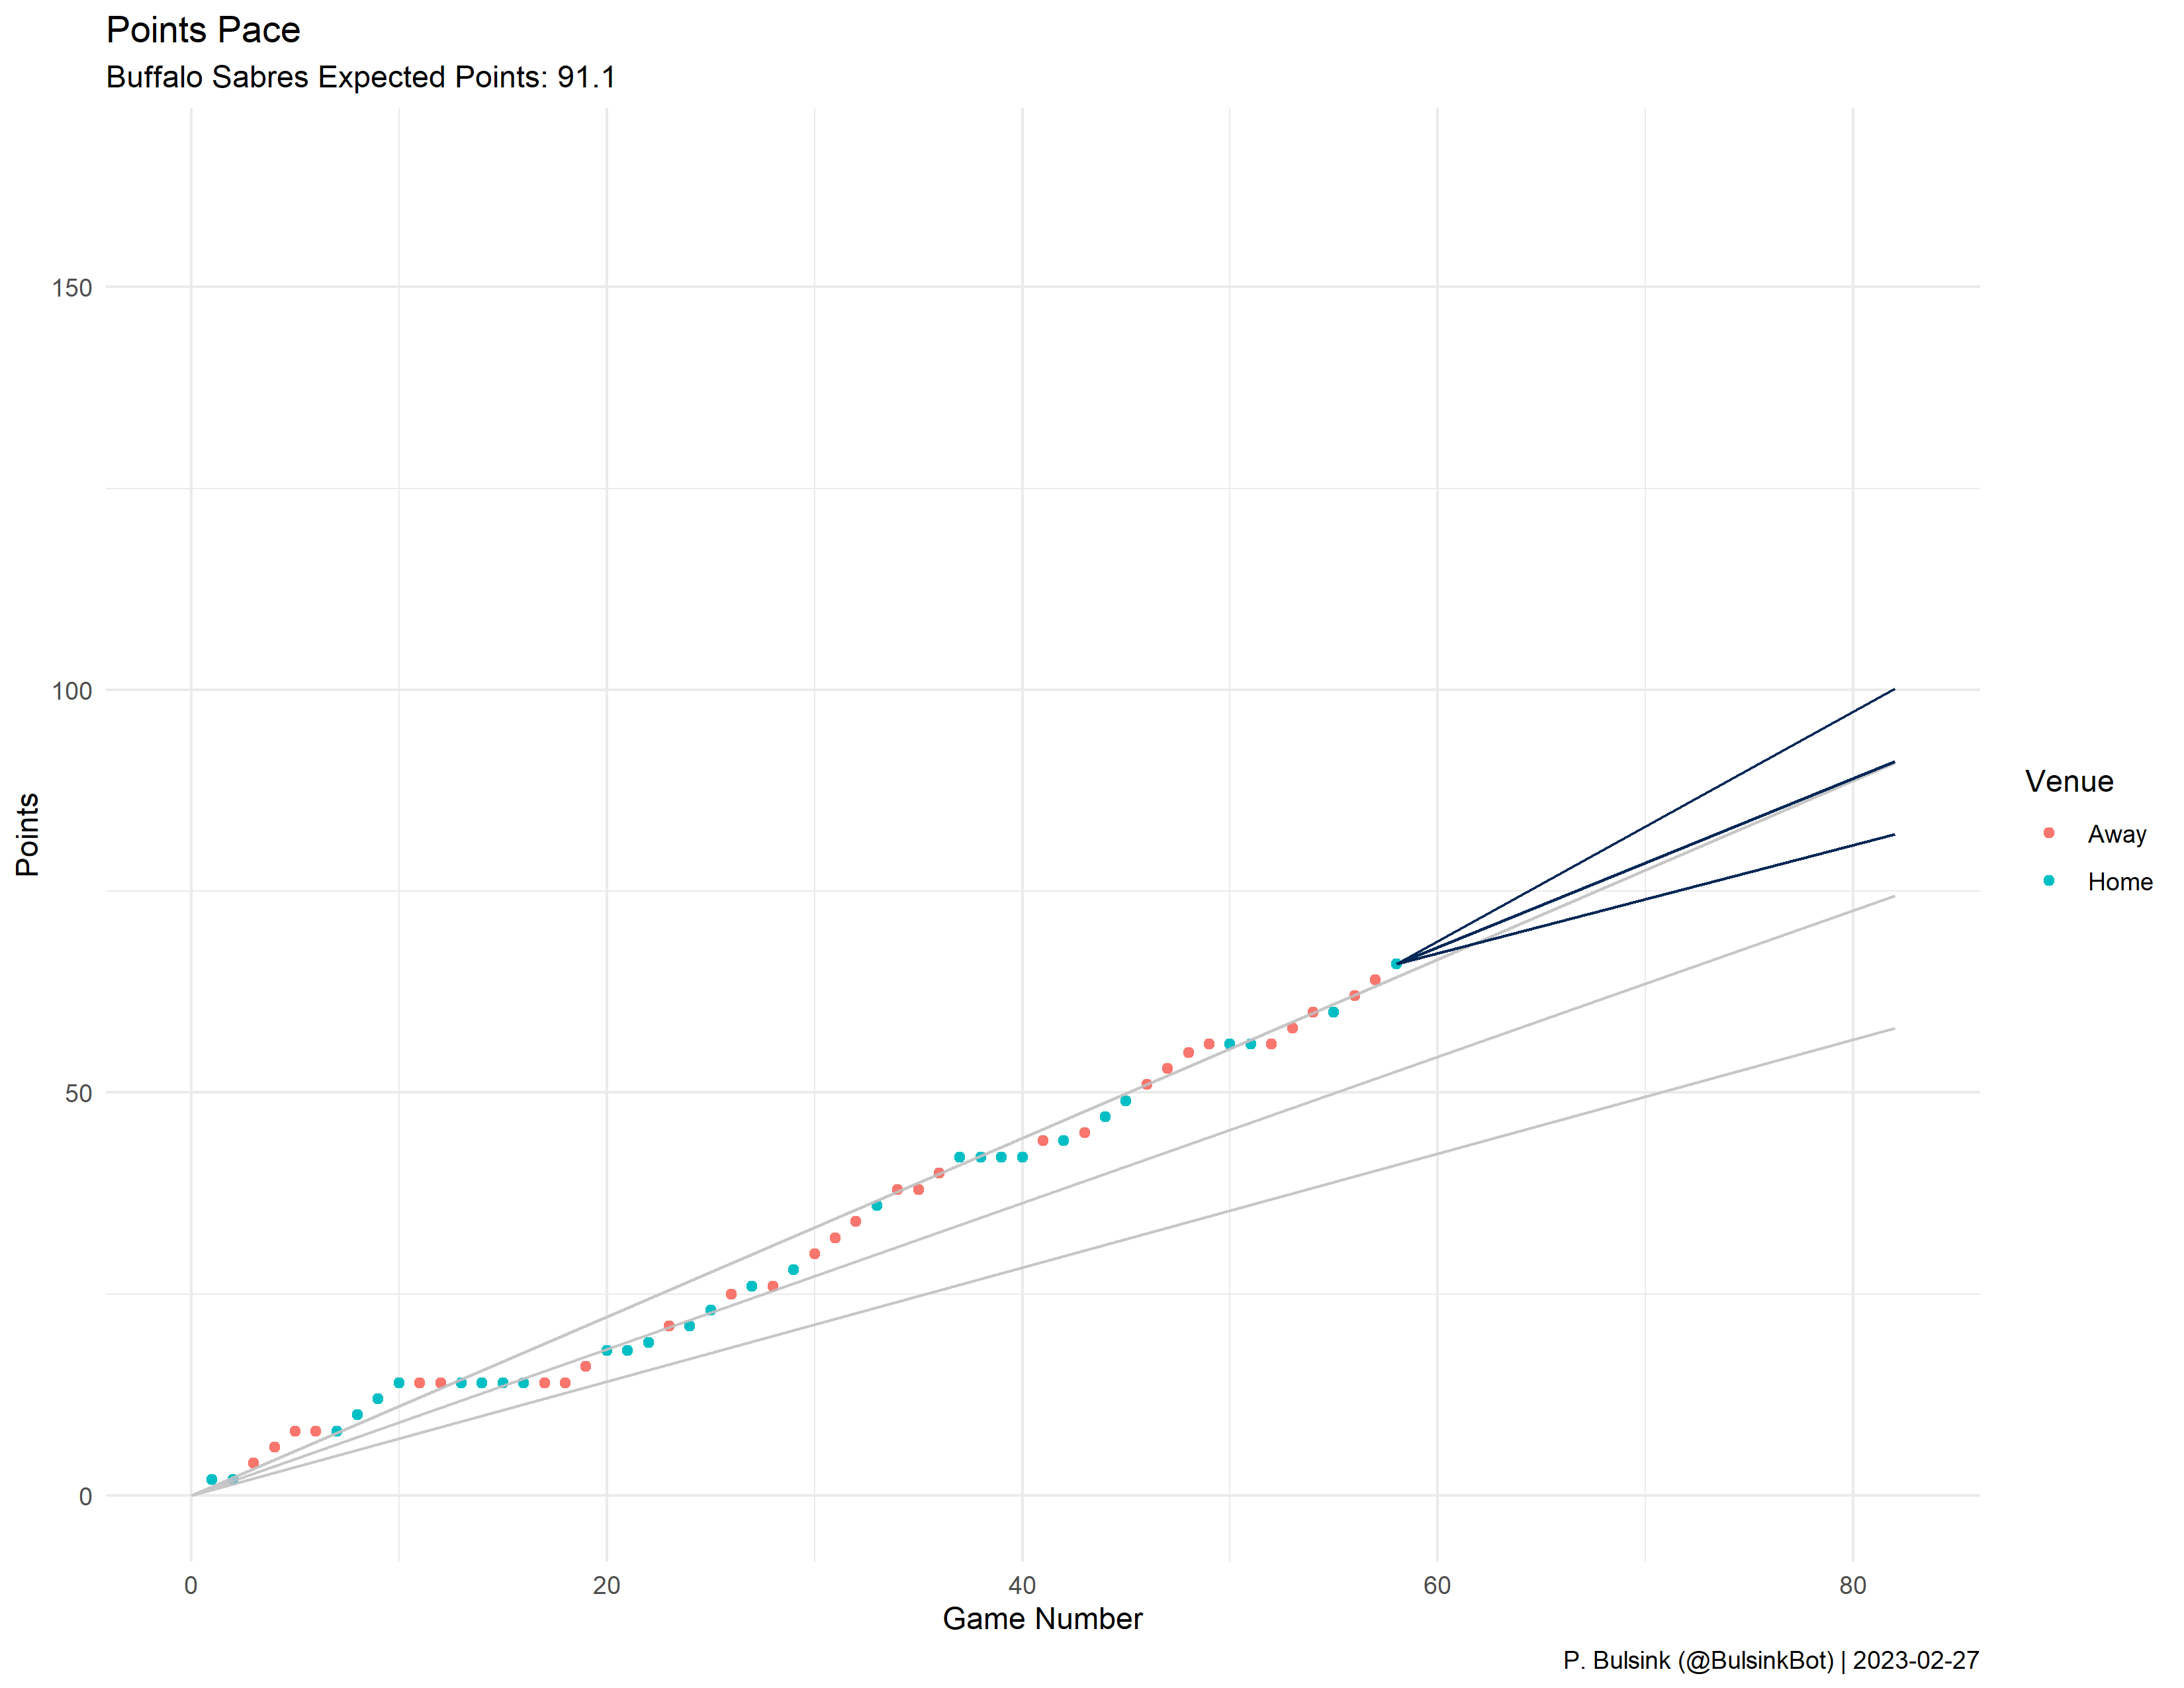 Points Pace
Buffalo Sabres Expected Points: 91.1
150
100
50
0
Points
0 20 40 60 80
Game Number
Venue
Away
Home
P. Bulsink (@BulsinkBot) | 2023-02-27